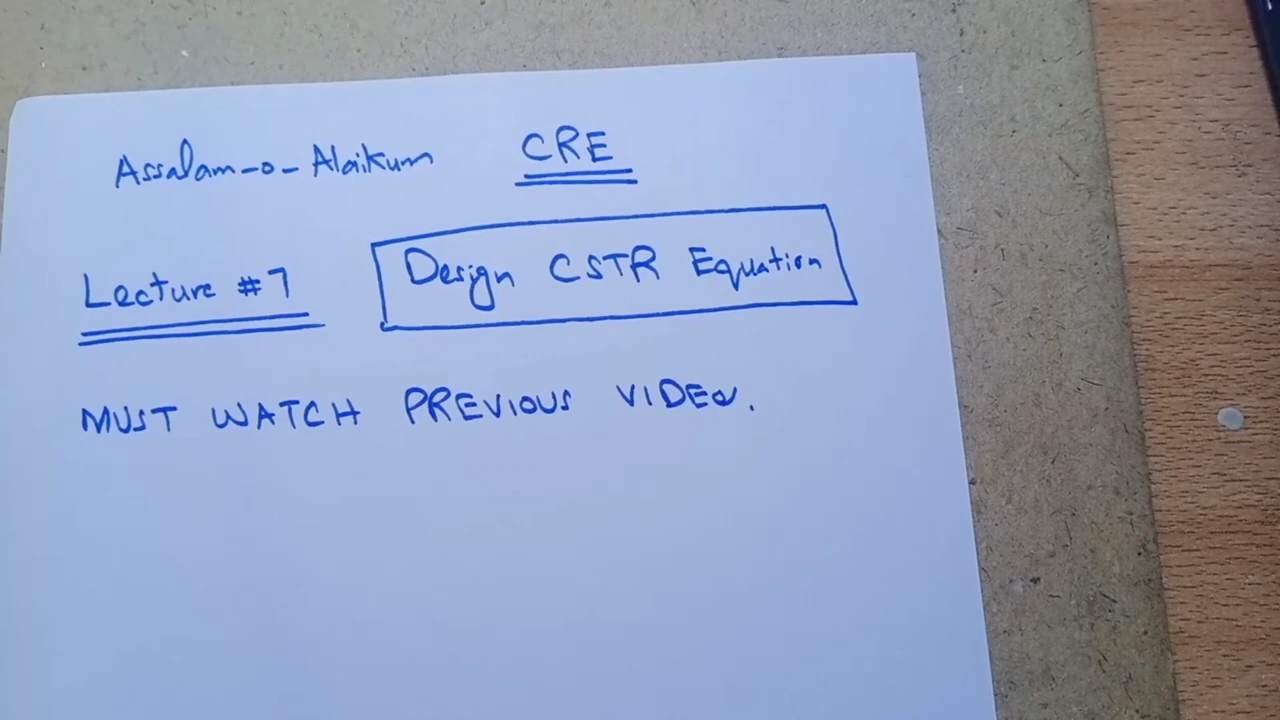 Assalam-o-Alaikum CRE
Lecture #7 Design CSTR Equation
MUST WATCH PREVIOUS VIDEO.